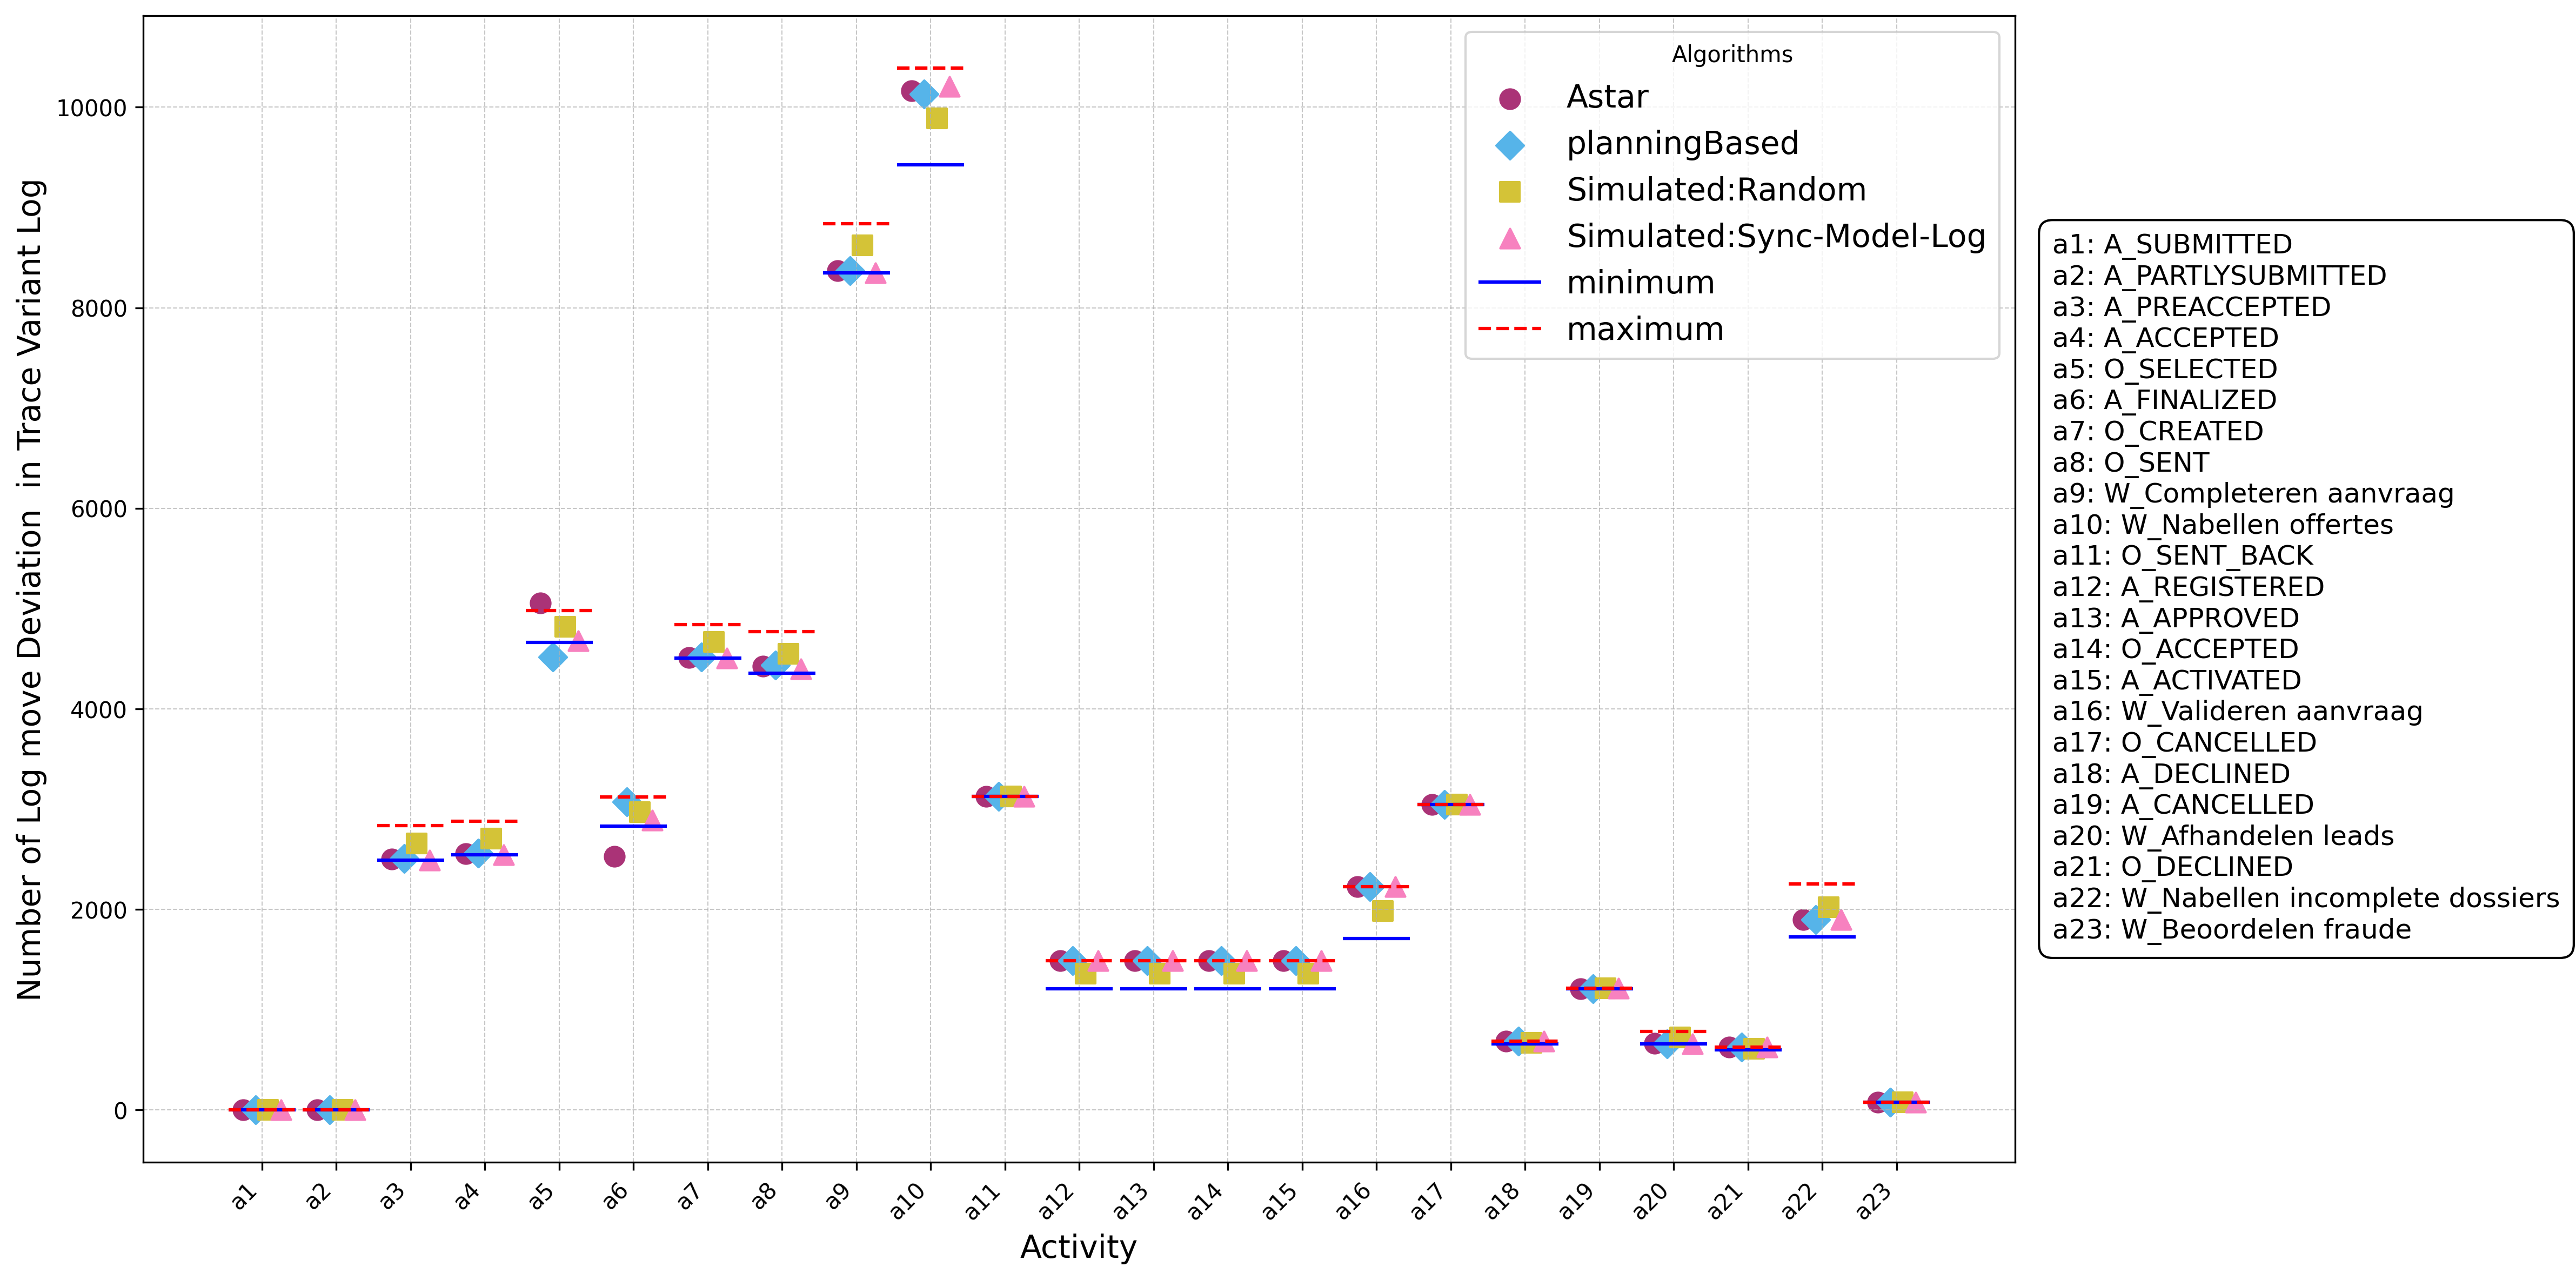 Number of Log move Deviation  in Trace Variant Log
10000
8000
6000
4000
2000
0
Algorithms
Astar
planningBased
Simulated:Random
Simulated:Sync-Model-Log
minimum
maximum
a1: A_SUBMITTED
a2: A_PARTLYSUBMITTED
a3: A_PREACCEPTED
a4: A_ACCEPTED
a5: O_SELECTED
a6: A_FINALIZED
a7: O_CREATED
a8: O_SENT
a9: W_Completeren aanvraag
a10: W_Nabellen offertes
a11: O_SENT_BACK
a12: A_REGISTERED
a13: A_APPROVED
a14: O_ACCEPTED
a15: A_ACTIVATED
a16: W_Valideren aanvraag
a17: O_CANCELLED
a18: A_DECLINED
a19: A_CANCELLED
a20: W_Afhandelen leads
a21: O_DECLINED
a22: W_Nabellen incomplete dossiers
a23: W_Beoordelen fraude
a1 a2 a3 a4 a5 a6 a7 a8 a9 a10 a11 a12 a13 a14 a15 a16 a17 a18 a19 a20 a21 a22 a23
Activity